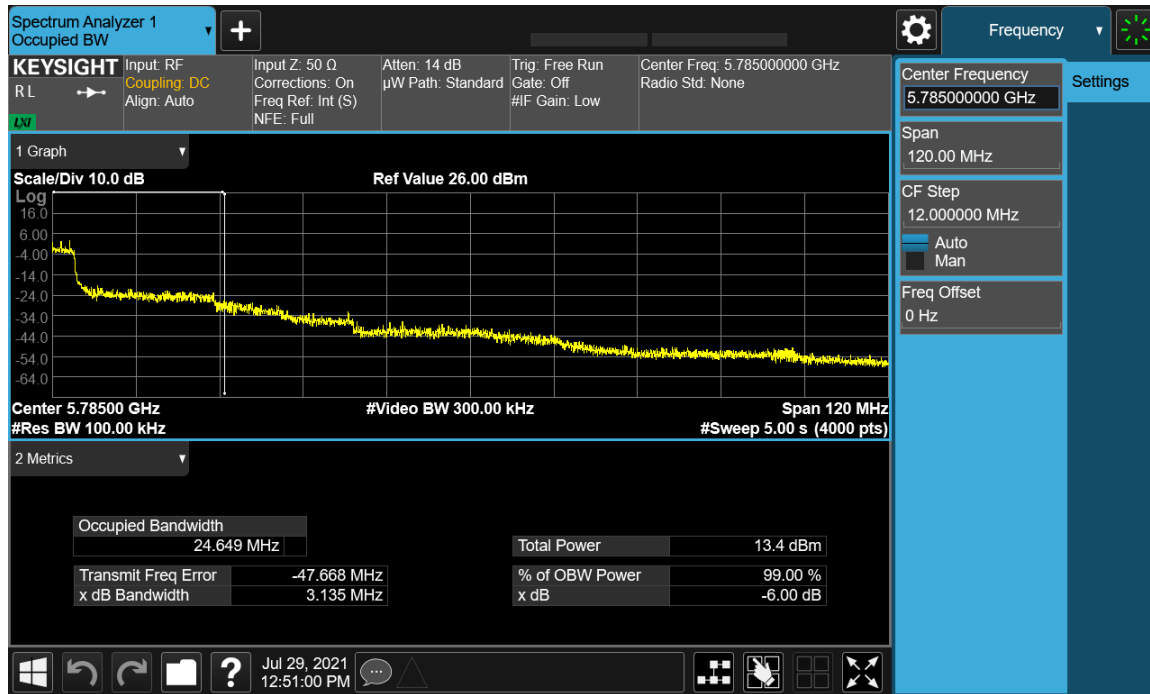 Spectrum Analyzer 1
Occupied BW
+
Frequency
KEYSIGHT
R L
LXI
Input: RF
Coupling: DC
Align: Auto
Input Z: 50 Ω
Corrections: On
Freq Ref: Int (S)
NFE: Full
Atten: 14 dB
µW Path: Standard
Trig: Free Run
Gate: Off
#IF Gain: Low
Center Freq: 5.785000000 GHz
Radio Std: None
Center Frequency
5.785000000 GHz
Settings
Span
120.00 MHz
CF Step
12.000000 MHz
Auto
Man
Freq Offset
0 Hz
1 Graph
Scale/Div 10.0 dB
Ref Value 26.00 dBm
Log
16.0
6.00
-4.00
-14.0
-24.0
-34.0
-44.0
-54.0
-64.0
Center 5.78500 GHz
#Video BW 300.00 kHz
Span 120 MHz
#Res BW 100.00 kHz
#Sweep 5.00 s (4000 pts)
2 Metrics
Occupied Bandwidth
24.649 MHz
Total Power 13.4 dBm
Transmit Freq Error -47.668 MHz
% of OBW Power 99.00 %
x dB Bandwidth 3.135 MHz
x dB -6.00 dB
?
Jul 29, 2021
12:51:00 PM